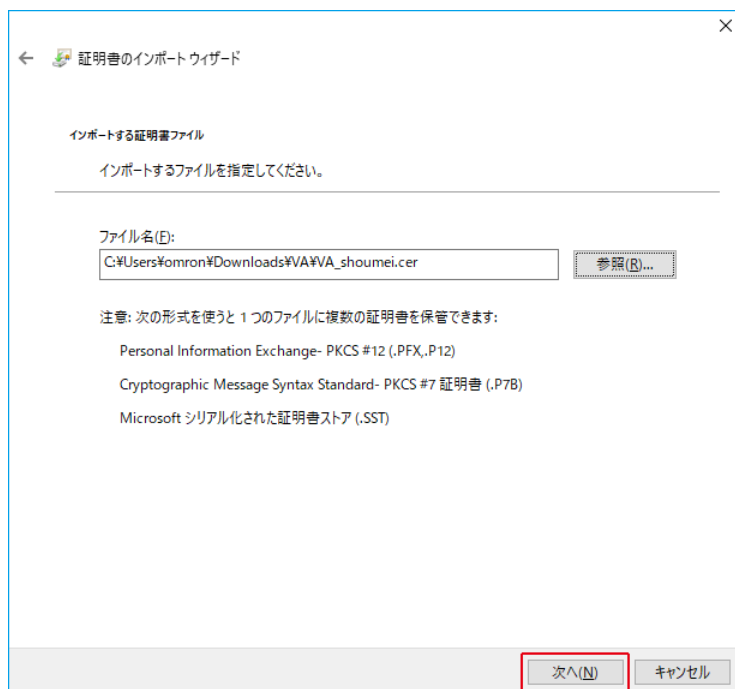 証明書のインポート ウィザード
インポートする証明書ファイル
インポートするファイルを指定してください。
ファイル名(F):
C:¥Users¥omron¥Downloads¥VA¥VA_shoumei.cer
参照(R)...
注意: 次の形式を使うと 1 つのファイルに複数の証明書を保管できます:
Personal Information Exchange- PKCS #12 (.PFX,.P12)
Cryptographic Message Syntax Standard- PKCS #7 証明書 (.P7B)
Microsoft シリアル化された証明書ストア (.SST)
次へ(N)
キャンセル